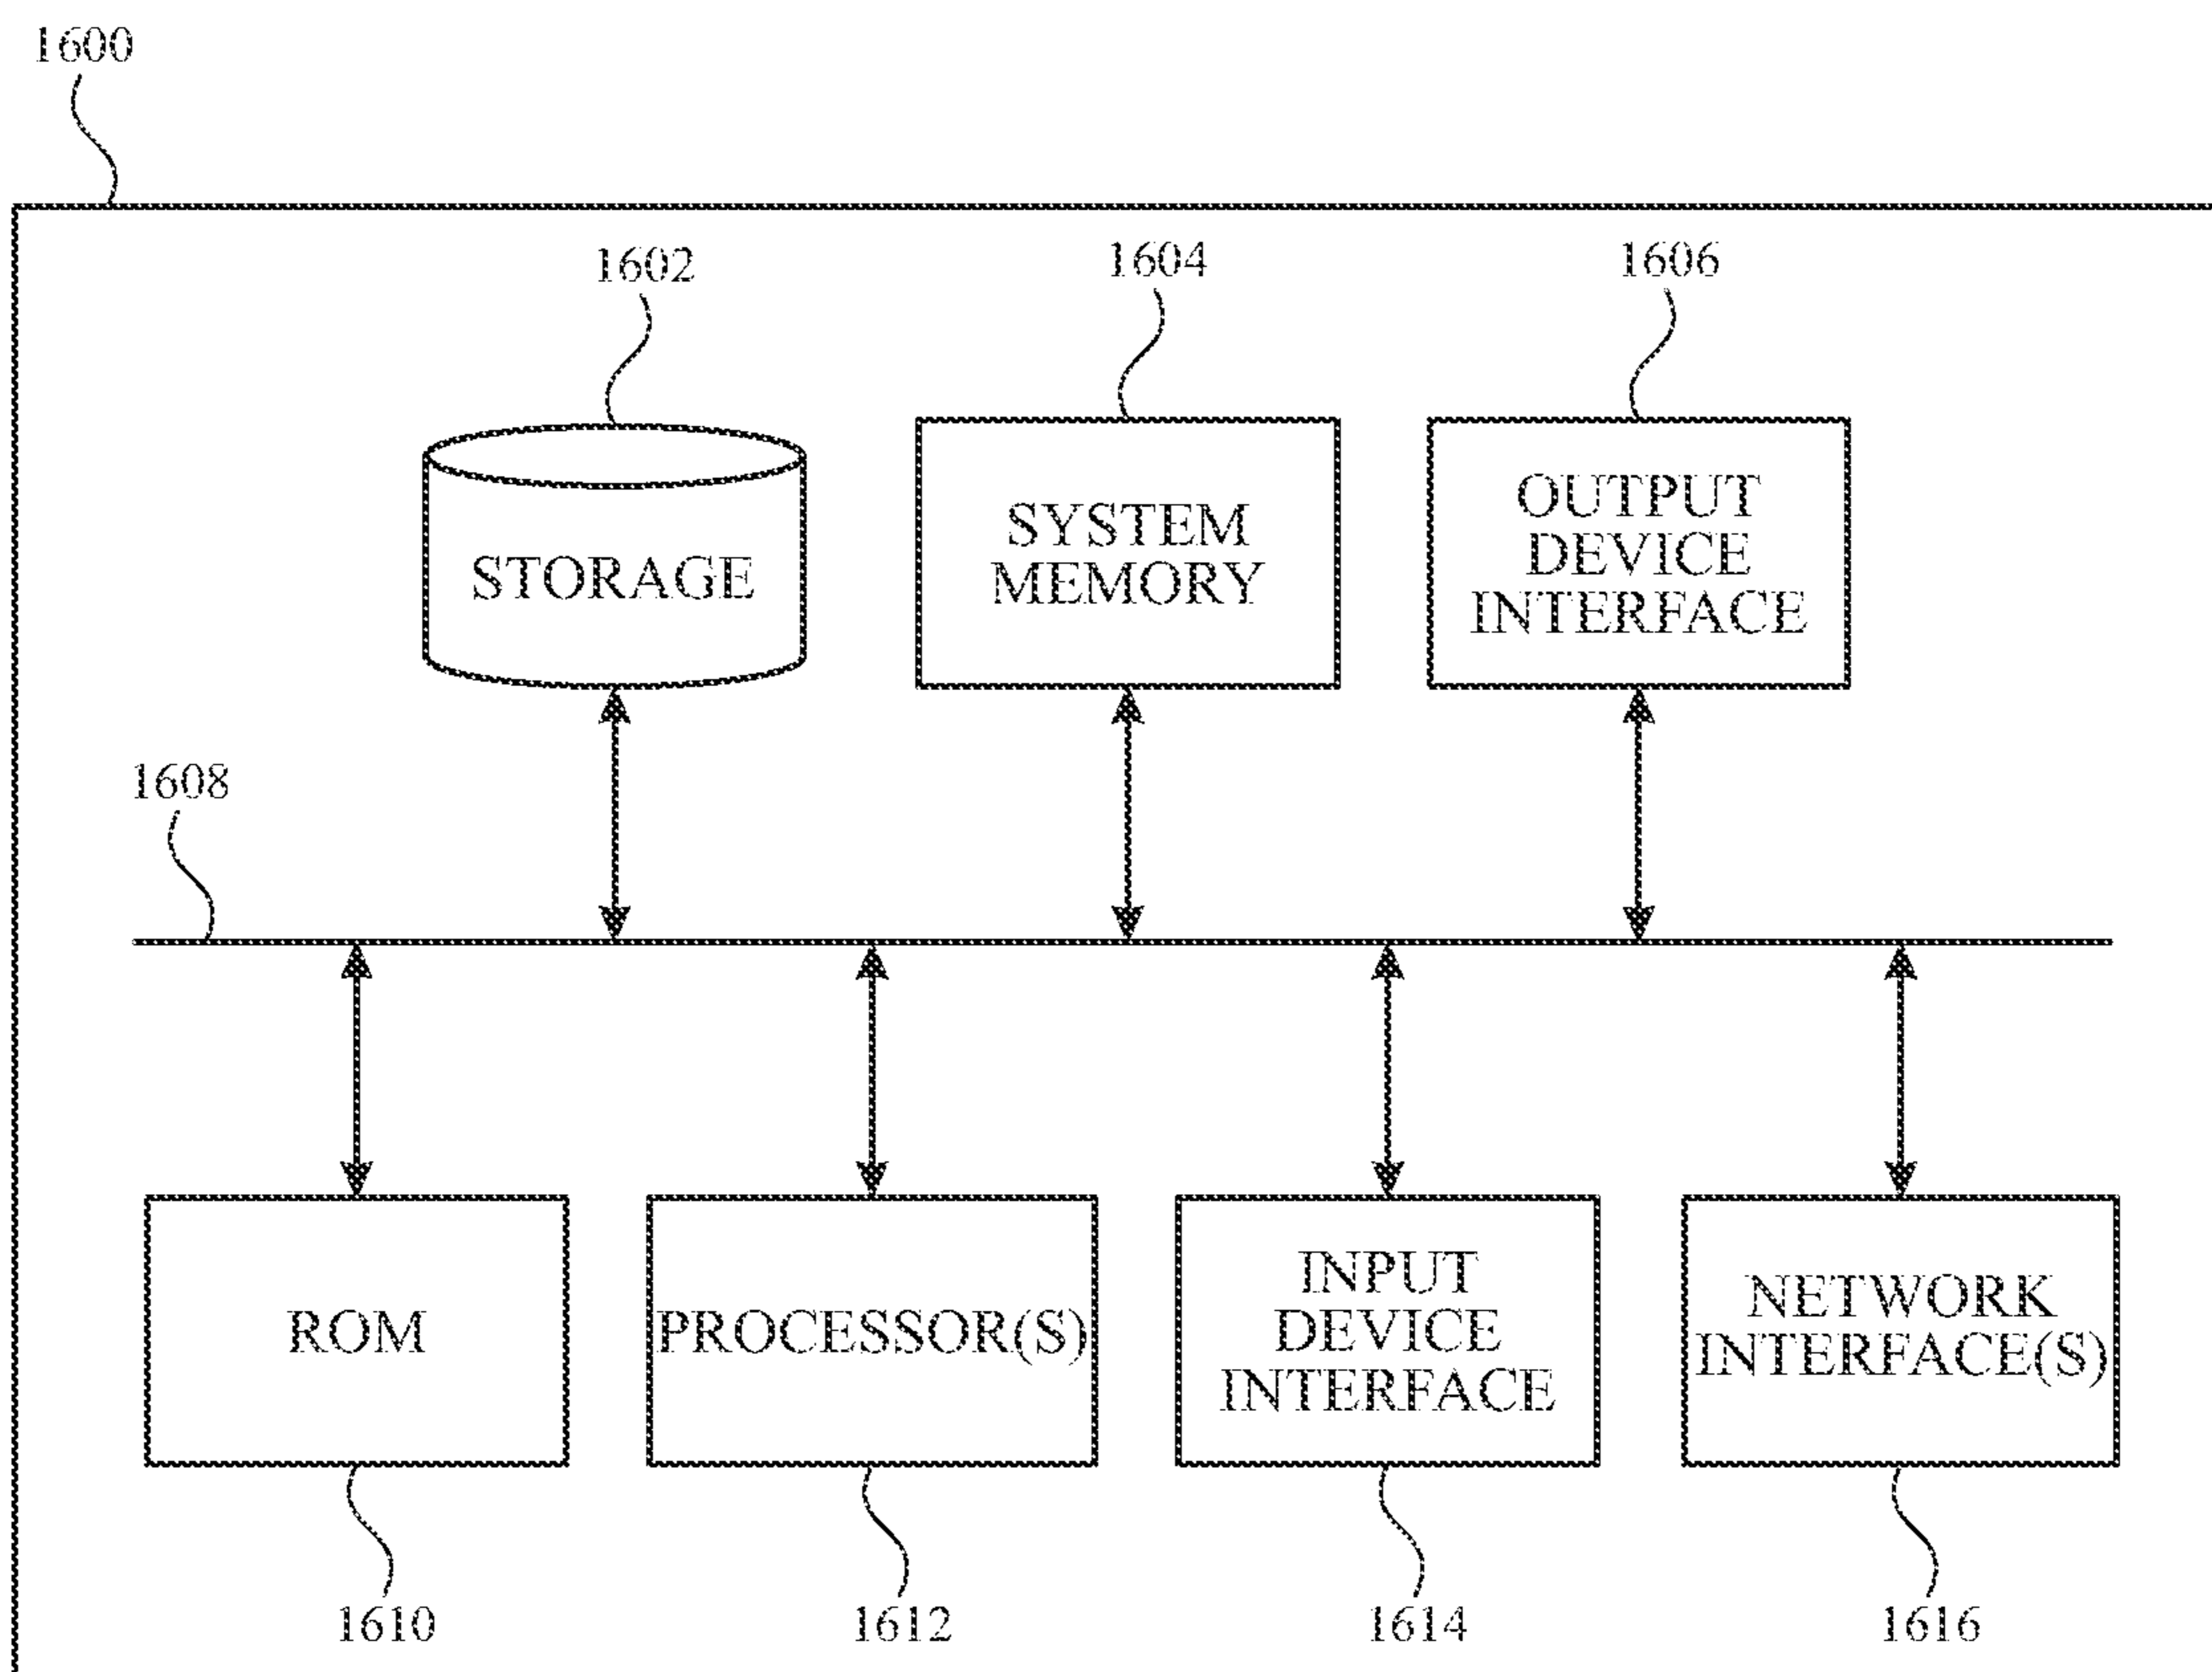 1600
1602
1604
1606
STORAGE
SYSTEM
MEMORY
OUTPUT
DEVICE
INTERFACE
1608
ROM
PROCESSOR(S)
INPUT
DEVICE
INTERFACE
NETWORK
INTERFACE(S)
1610
1612
1614
1616